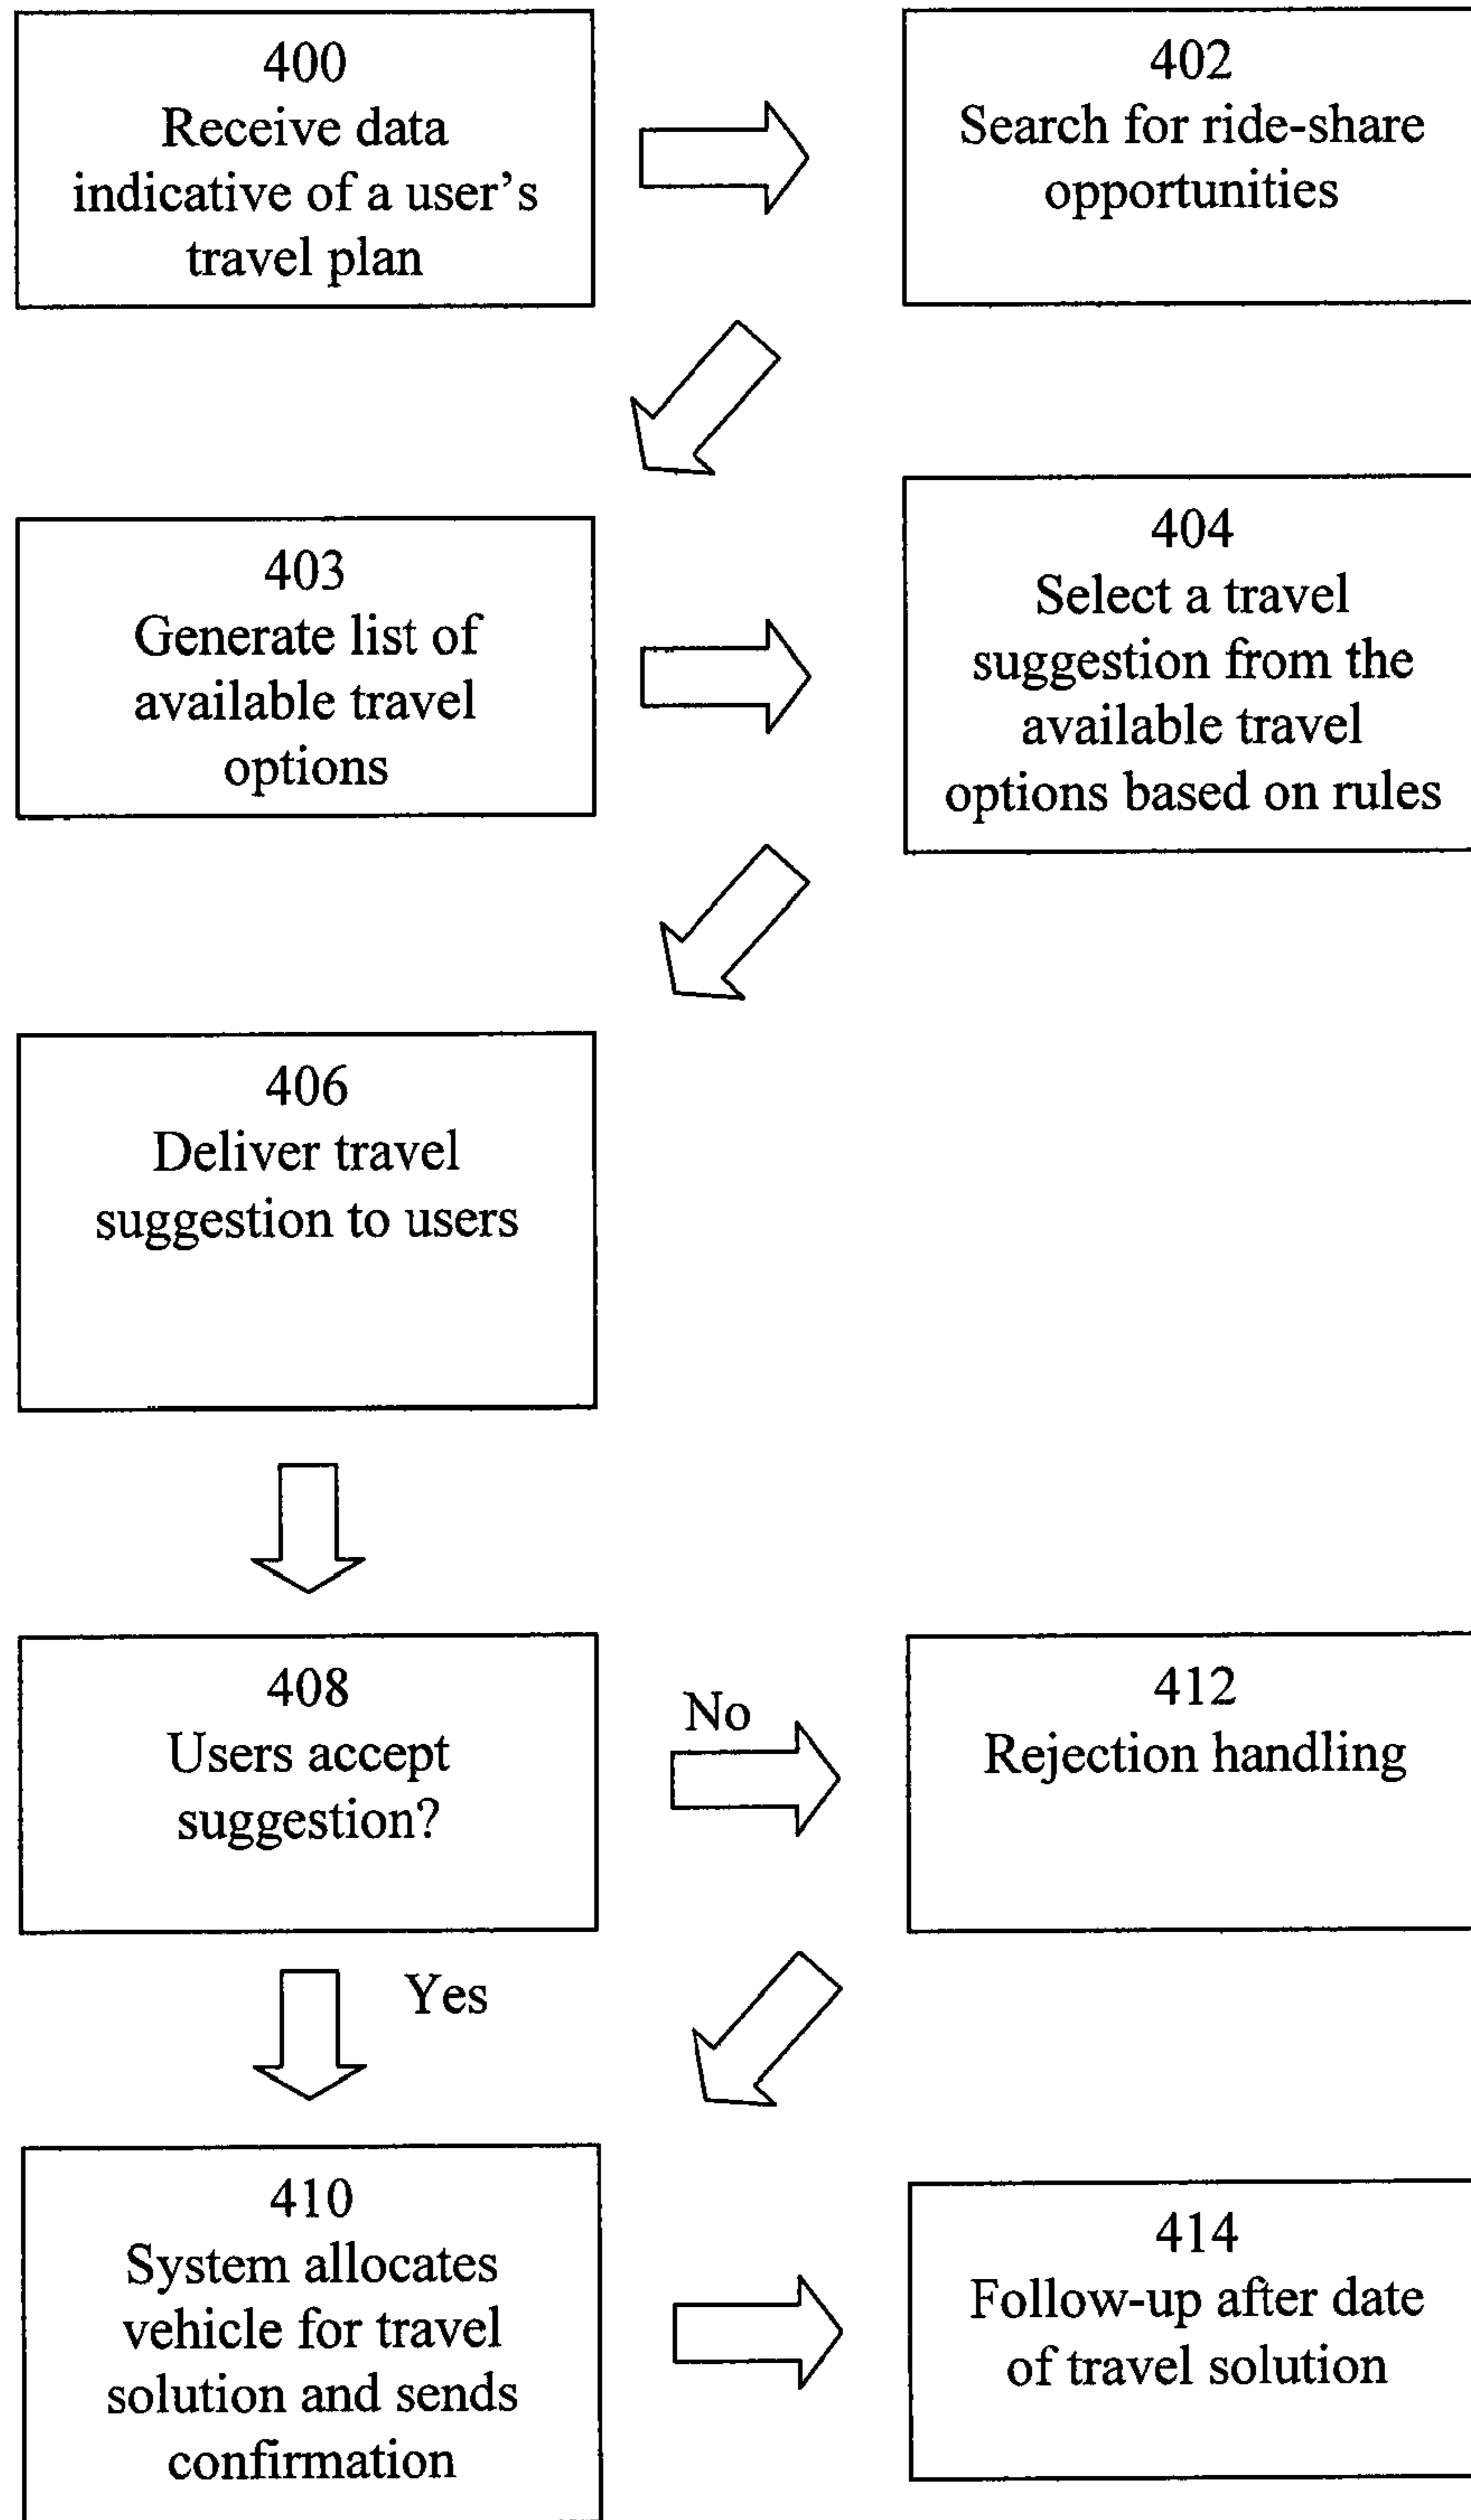 400
Receive data
indicative of a user's
travel plan
402
Search for ride-share
opportunities
403
Generate list of
available travel
options
404
Select a travel
suggestion from the
available travel
options based on rules
406
Deliver travel
suggestion to users
408
Users accept
suggestion?
No
412
Rejection handling
Yes
410
System allocates
vehicle for travel
solution and sends
confirmation
414
Follow-up after date
of travel solution